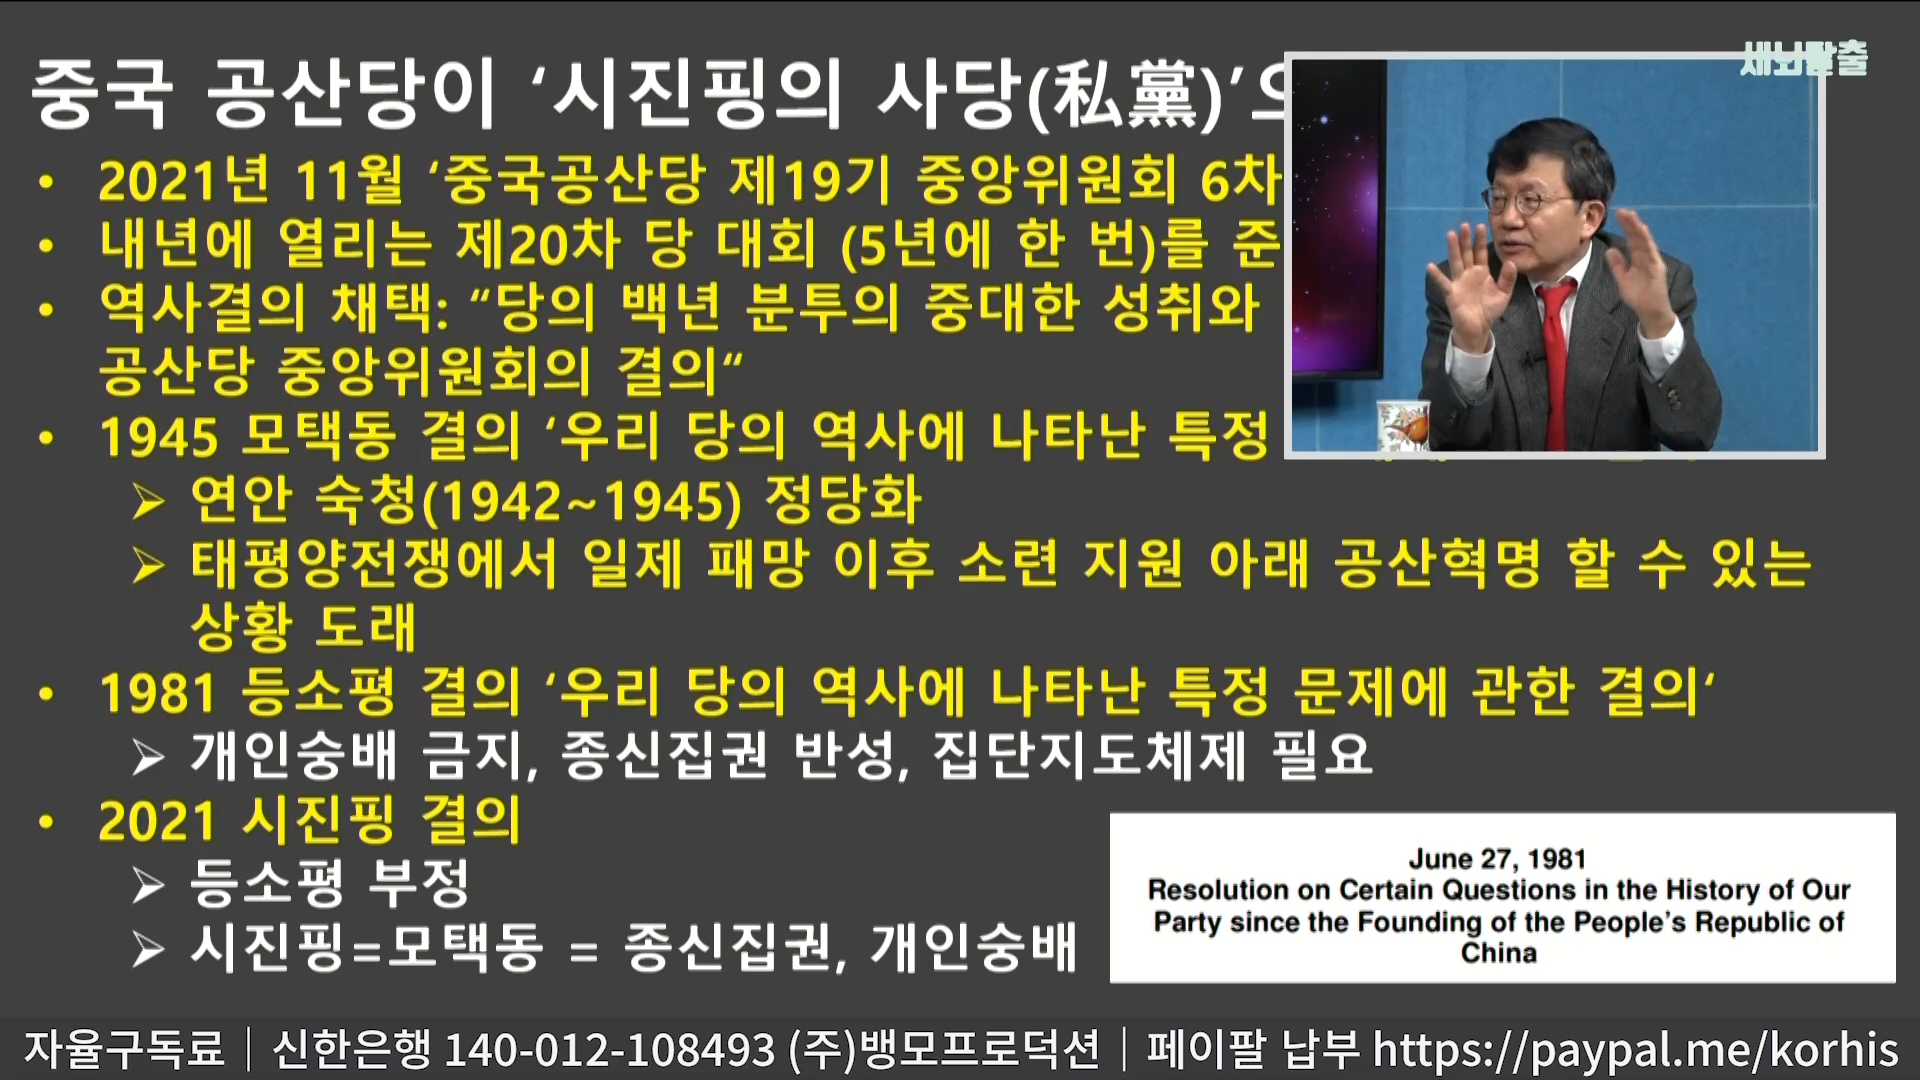 중국 공산당이 ‘시진핑의 사당(私黨)’으
세뇌탈출
• 2021년 11월 ‘중국공산당 제19기 중앙위원회 6차
• 내년에 열리는 제20차 당 대회 (5년에 한 번)를 준
• 역사결의 채택: “당의 백년 분투의 중대한 성취와
공산당 중앙위원회의 결의“
• 1945 모택동 결의 ‘우리 당의 역사에 나타난 특정
➢ 연안 숙청(1942~1945) 정당화
➢ 태평양전쟁에서 일제 패망 이후 소련 지원 아래 공산혁명 할 수 있는
상황 도래
• 1981 등소평 결의 ‘우리 당의 역사에 나타난 특정 문제에 관한 결의‘
➢ 개인숭배 금지, 종신집권 반성, 집단지도체제 필요
• 2021 시진핑 결의
➢ 등소평 부정
➢ 시진핑=모택동 = 종신집권, 개인숭배
June 27, 1981
Resolution on Certain Questions in the History of Our
Party since the Founding of the People’s Republic of
China
자율구독료│신한은행 140-012-108493 (주)뱅모프로덕션│페이팔 납부 https://paypal.me/korhis